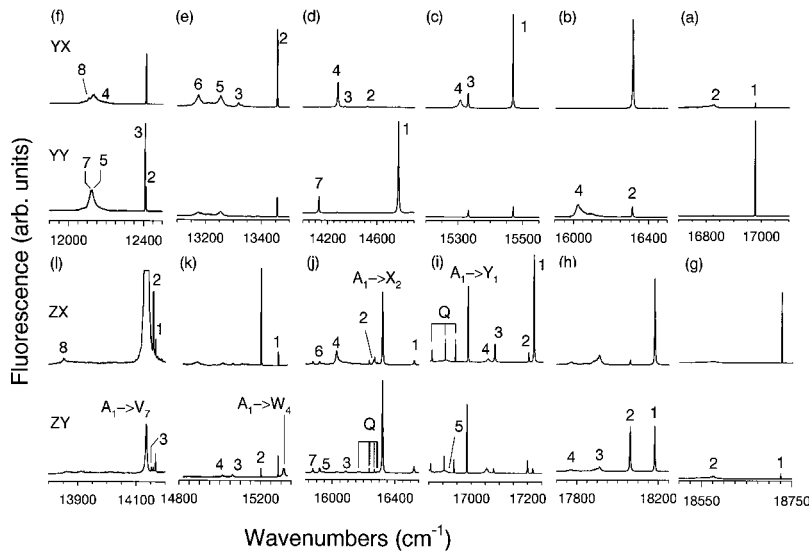 (f) (e) (d) (c) (b) (a)
YX
8 4 6 5 3 2 4 3 2 4 3 1 2 1
YY
7 5 3 2 7 1 4 2
12000 12400 13200 13400 14200 14600 15300 15500 16000 16400 16800 17000
(l) (k) (j) (i) (h) (g)
ZX
8 2 1 1
A1–>X2
2 6 4 1
A1–>Y1
Q 4 3 2 1
ZY
A1–>V7
3
A1–>W4
4 3 2
Q
7 5 3
5
4 3 2 1
2 1
13900 14100 14800 15200 16000 16400 17000 17200 17800 18200 18550 18750
Fluorescence (arb. units)
Wavenumbers (cm-1)